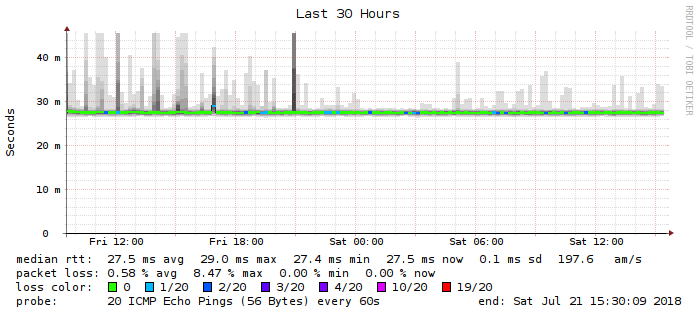 Last 30 Hours
RRDTOOL / TOBI OETIKER
Seconds
40 m
30 m
20 m
10 m
0
Fri 12:00 Fri 18:00 Sat 00:00 Sat 06:00 Sat 12:00
median rtt: 27.5 ms avg 29.0 ms max 27.4 ms min 27.5 ms now 0.1 ms sd 197.6 am/s
packet loss: 0.58 % avg 8.47 % max 0.00 % min 0.00 % now
loss color: 0 1/20 2/20 3/20 4/20 10/20 19/20
probe: 20 ICMP Echo Pings (56 Bytes) every 60s end: Sat Jul 21 15:30:09 2018